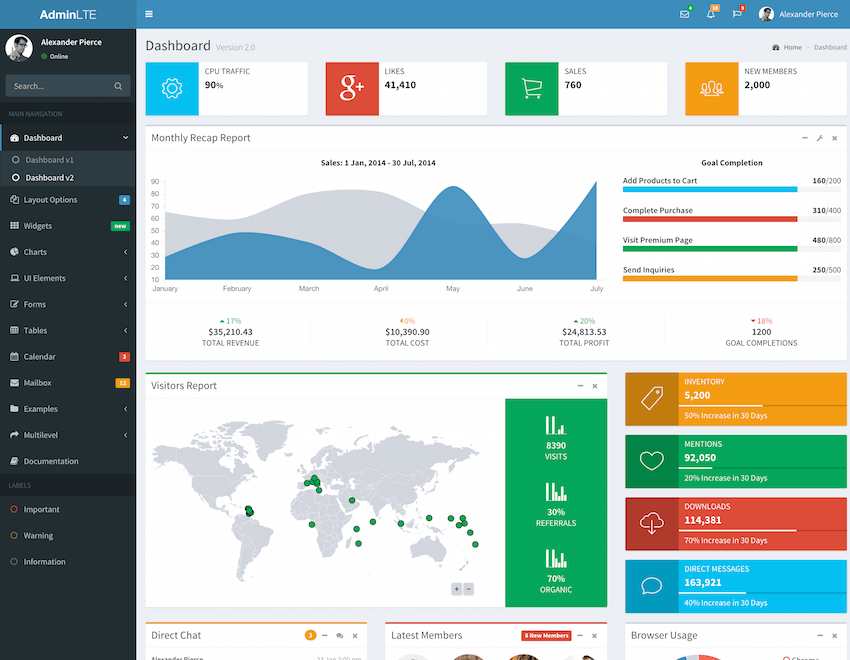 AdminLTE
4
10
9
Alexander Pierce
Alexander Pierce
Online
Search...
MAIN NAVIGATION
Dashboard
Dashboard v1
Dashboard v2
Layout Options 4
Widgets new
Charts
UI Elements
Forms
Tables
Calendar 3
Mailbox 12
Examples
Multilevel
Documentation
LABELS
Important
Warning
Information
Dashboard Version 2.0
Home > Dashboard
CPU TRAFFIC
90%
LIKES
41,410
SALES
760
NEW MEMBERS
2,000
Monthly Recap Report
Sales: 1 Jan, 2014 - 30 Jul, 2014
90
80
70
60
50
40
30
20
10
January February March April May June July
Goal Completion
Add Products to Cart 160/200
Complete Purchase 310/400
Visit Premium Page 480/800
Send Inquiries 250/500
17%
$35,210.43
TOTAL REVENUE
0%
$10,390.90
TOTAL COST
20%
$24,813.53
TOTAL PROFIT
18%
1200
GOAL COMPLETIONS
Visitors Report
+ −
8390
VISITS
30%
REFERRALS
70%
ORGANIC
INVENTORY
5,200
50% Increase in 30 Days
MENTIONS
92,050
20% Increase in 30 Days
DOWNLOADS
114,381
70% Increase in 30 Days
DIRECT MESSAGES
163,921
40% Increase in 30 Days
Direct Chat 3
Alexander Pierce 23 Jan 2:00 pm
Latest Members 8 New Members
Browser Usage
Chrome